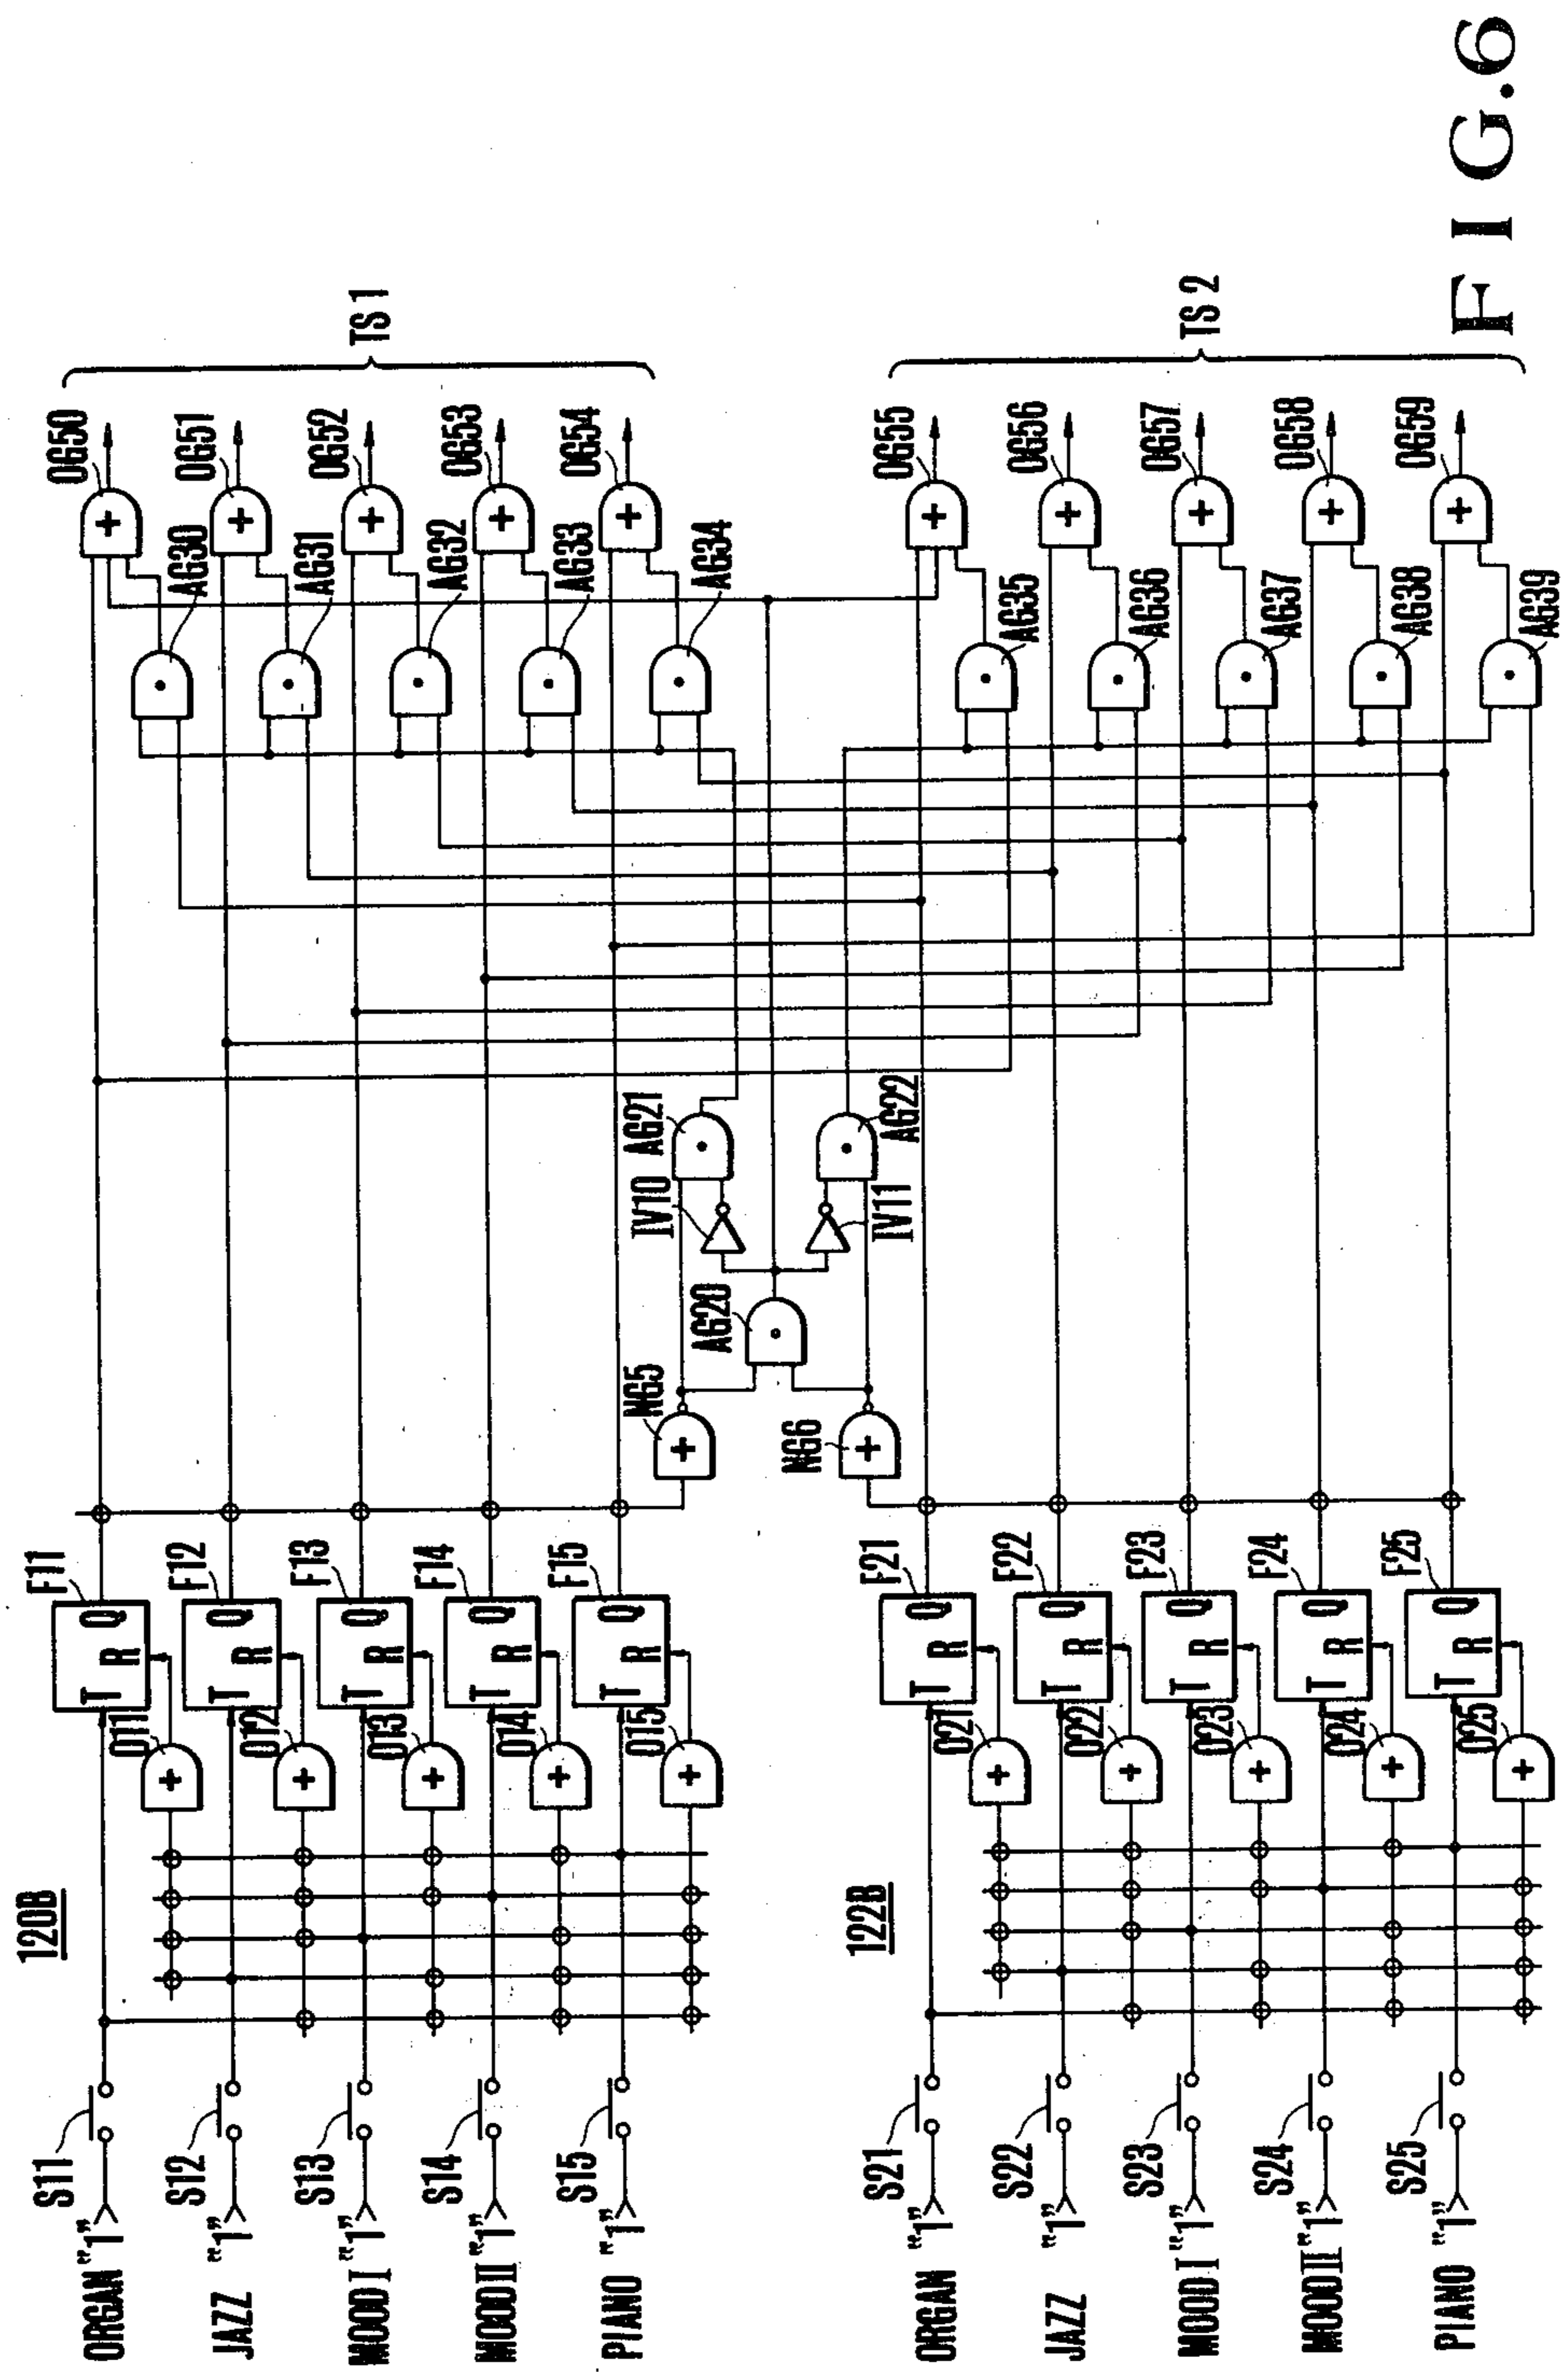 120B
ORGAN "1"
S11
O11
F11
T
R
Q
JAZZ "1"
S12
O12
F12
T
R
Q
MOOD I "1"
S13
O13
F13
T
R
Q
MOOD II "1"
S14
O14
F14
T
R
Q
PIANO "1"
S15
O15
F15
T
R
Q
NG5
NG6
AG20
IV10
IV11
AG21
AG22
AG30
AG31
AG32
AG33
AG34
OG50
OG51
OG52
OG53
OG54
TS 1
122B
ORGAN "1"
S21
O21
F21
T
R
Q
JAZZ "1"
S22
O22
F22
T
R
Q
MOOD I "1"
S23
O23
F23
T
R
Q
MOOD II "1"
S24
O24
F24
T
R
Q
PIANO "1"
S25
O25
F25
T
R
Q
AG35
AG36
AG37
AG38
AG39
OG55
OG56
OG57
OG58
OG59
TS 2
FIG.6